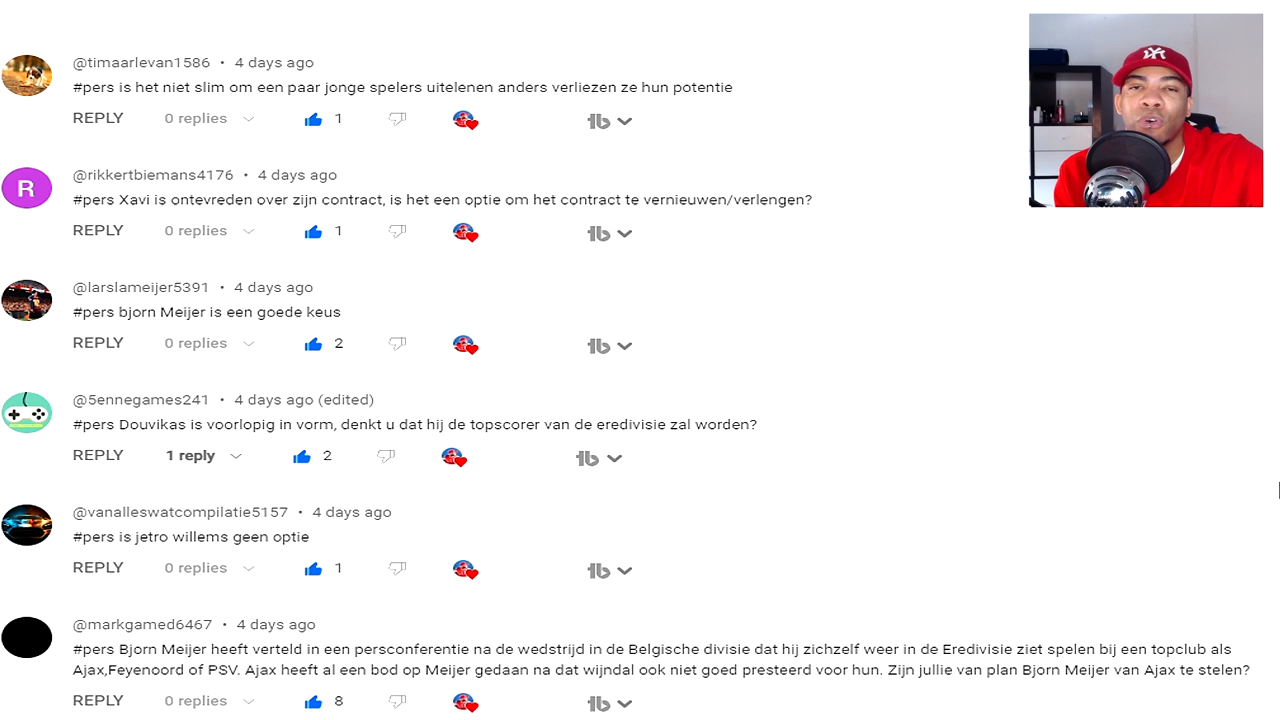 @timaarlevan1586 • 4 days ago
#pers is het niet slim om een paar jonge spelers uitelenen anders verliezen ze hun potentie
REPLY 0 replies 1
@rikkertbiemans4176 • 4 days ago
R
#pers Xavi is ontevreden over zijn contract, is het een optie om het contract te vernieuwen/verlengen?
REPLY 0 replies 1
@larslameijer5391 • 4 days ago
#pers bjorn Meijer is een goede keus
REPLY 0 replies 2
@5ennegames241 • 4 days ago (edited)
#pers Douvikas is voorlopig in vorm, denkt u dat hij de topscorer van de eredivisie zal worden?
REPLY 1 reply 2
@vanalleswatcompilatie5157 • 4 days ago
#pers is jetro willems geen optie
REPLY 0 replies 1
@markgamed6467 • 4 days ago
#pers Bjorn Meijer heeft verteld in een persconferentie na de wedstrijd in de Belgische divisie dat hij zichzelf weer in de Eredivisie ziet spelen bij een topclub als
Ajax,Feyenoord of PSV. Ajax heeft al een bod op Meijer gedaan na dat wijndal ook niet goed presteerd voor hun. Zijn jullie van plan Bjorn Meijer van Ajax te stelen?
REPLY 0 replies 8